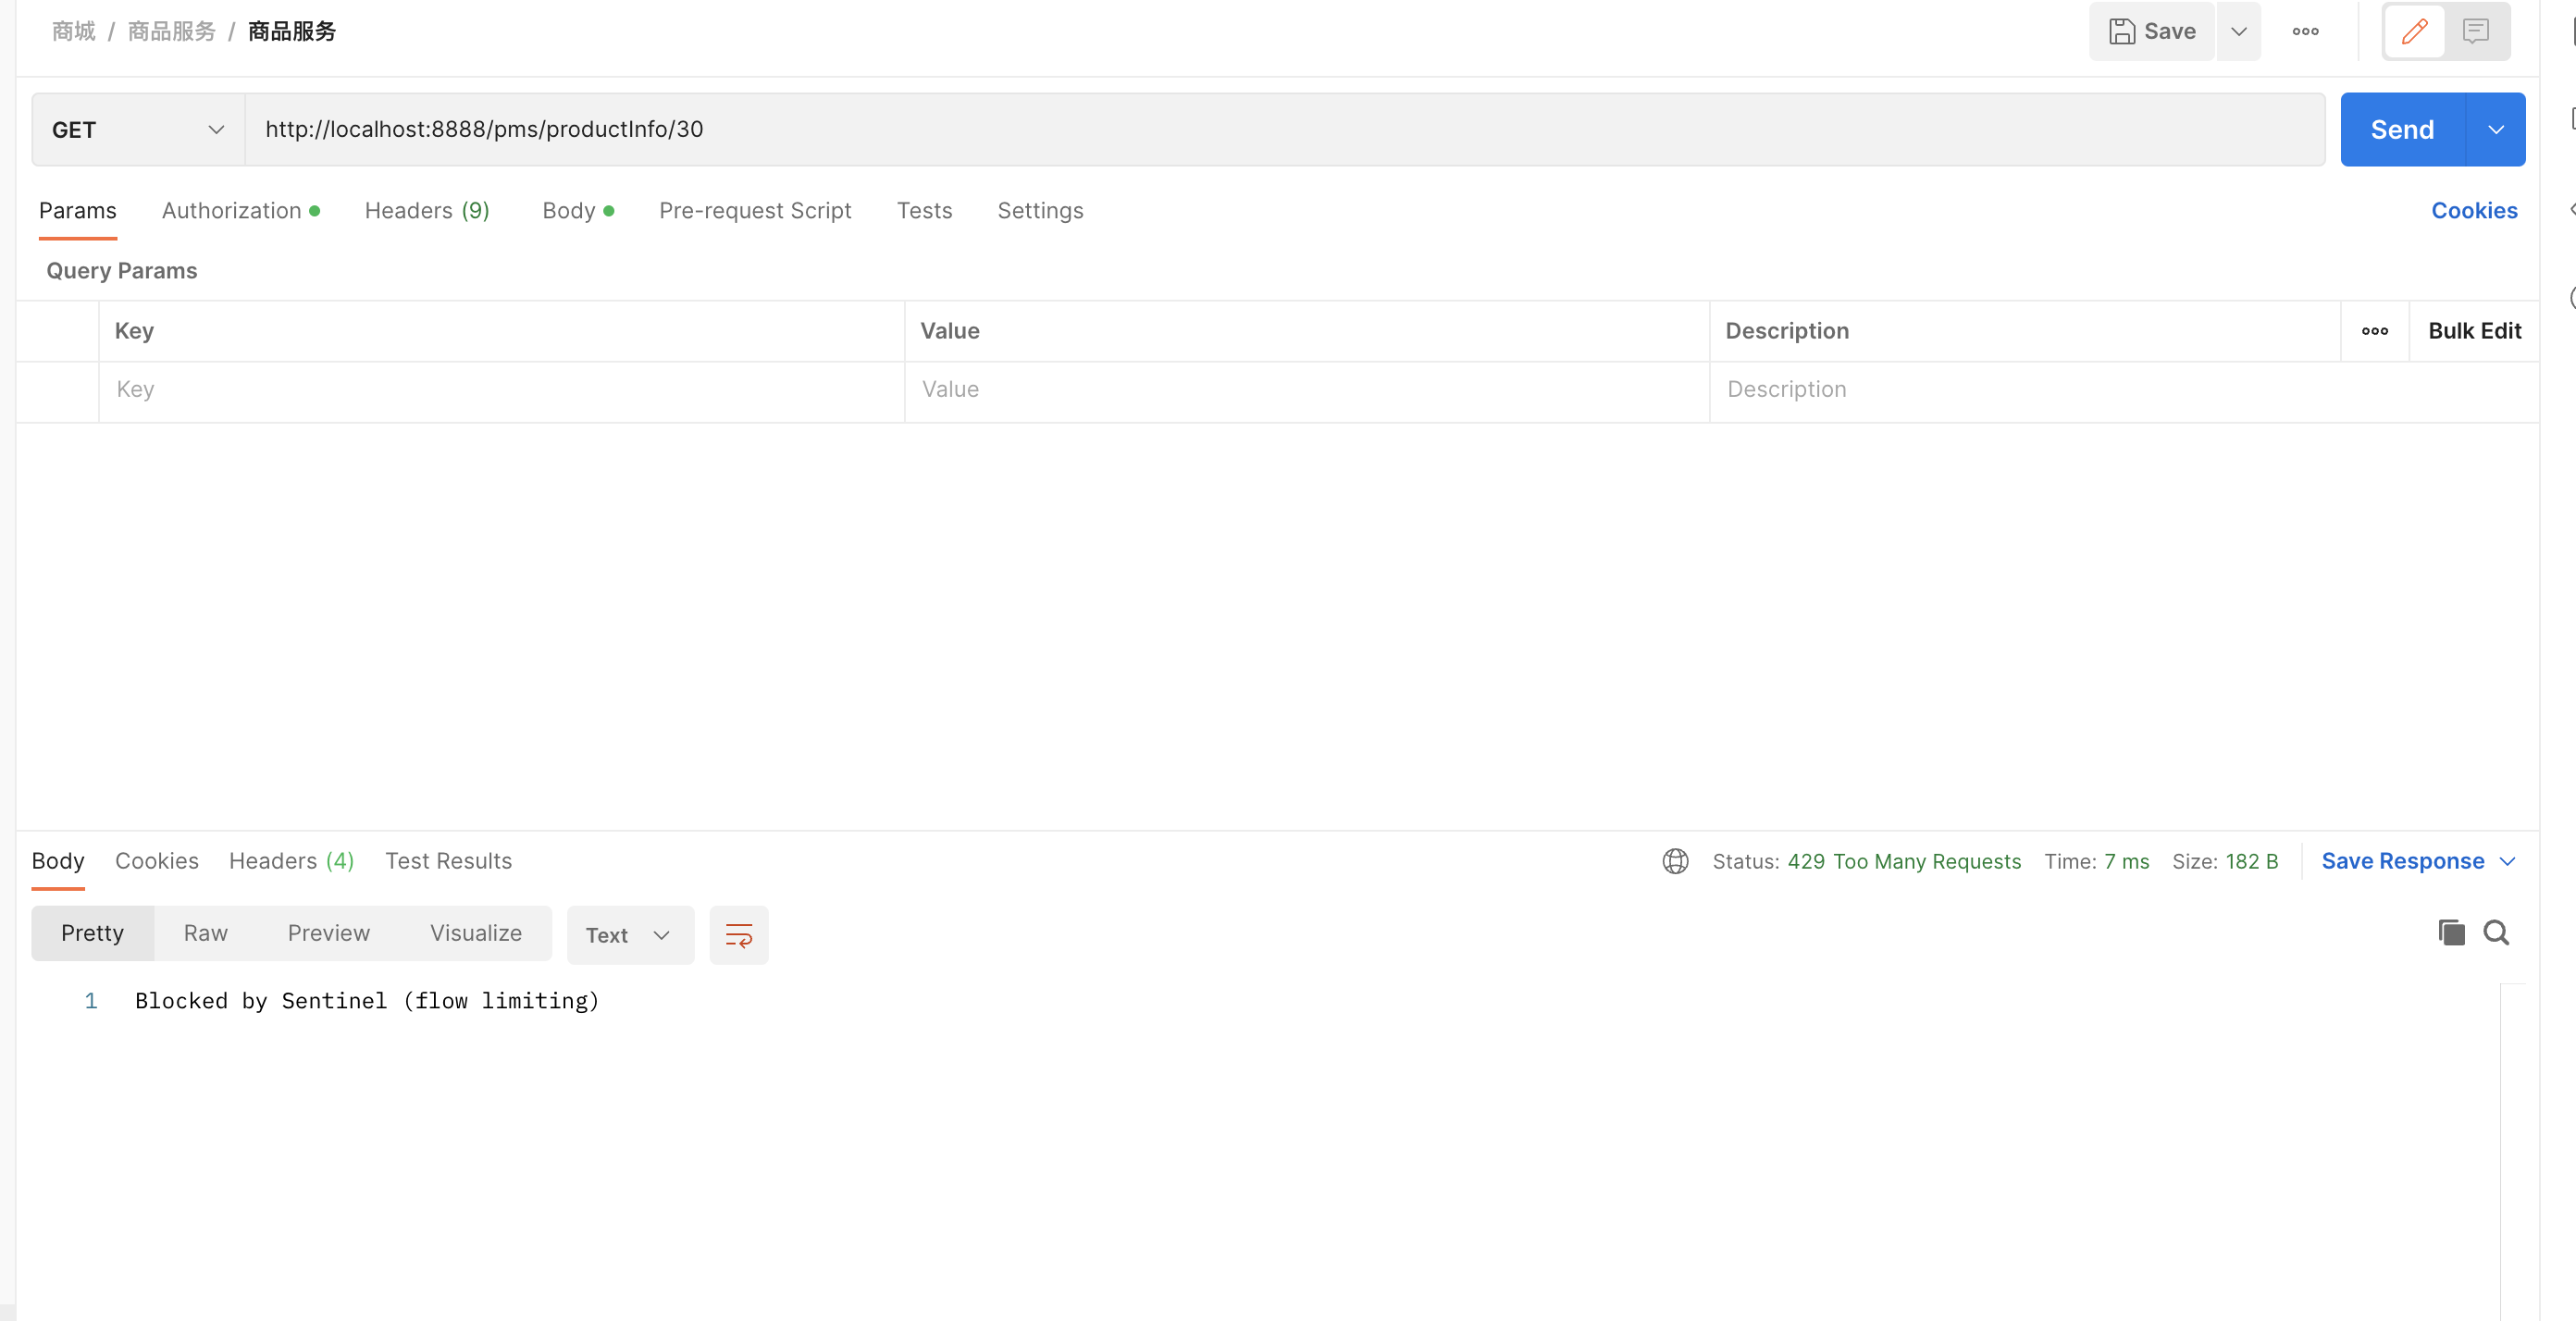 商城 / 商品服务 / 商品服务
Save
GET
http://localhost:8888/pms/productInfo/30
Send
Params Authorization Headers (9) Body Pre-request Script Tests Settings Cookies
Query Params
Key Value Description Bulk Edit
Key Value Description
Body Cookies Headers (4) Test Results Status: 429 Too Many Requests Time: 7 ms Size: 182 B Save Response
Pretty Raw Preview Visualize Text
1 Blocked by Sentinel (flow limiting)